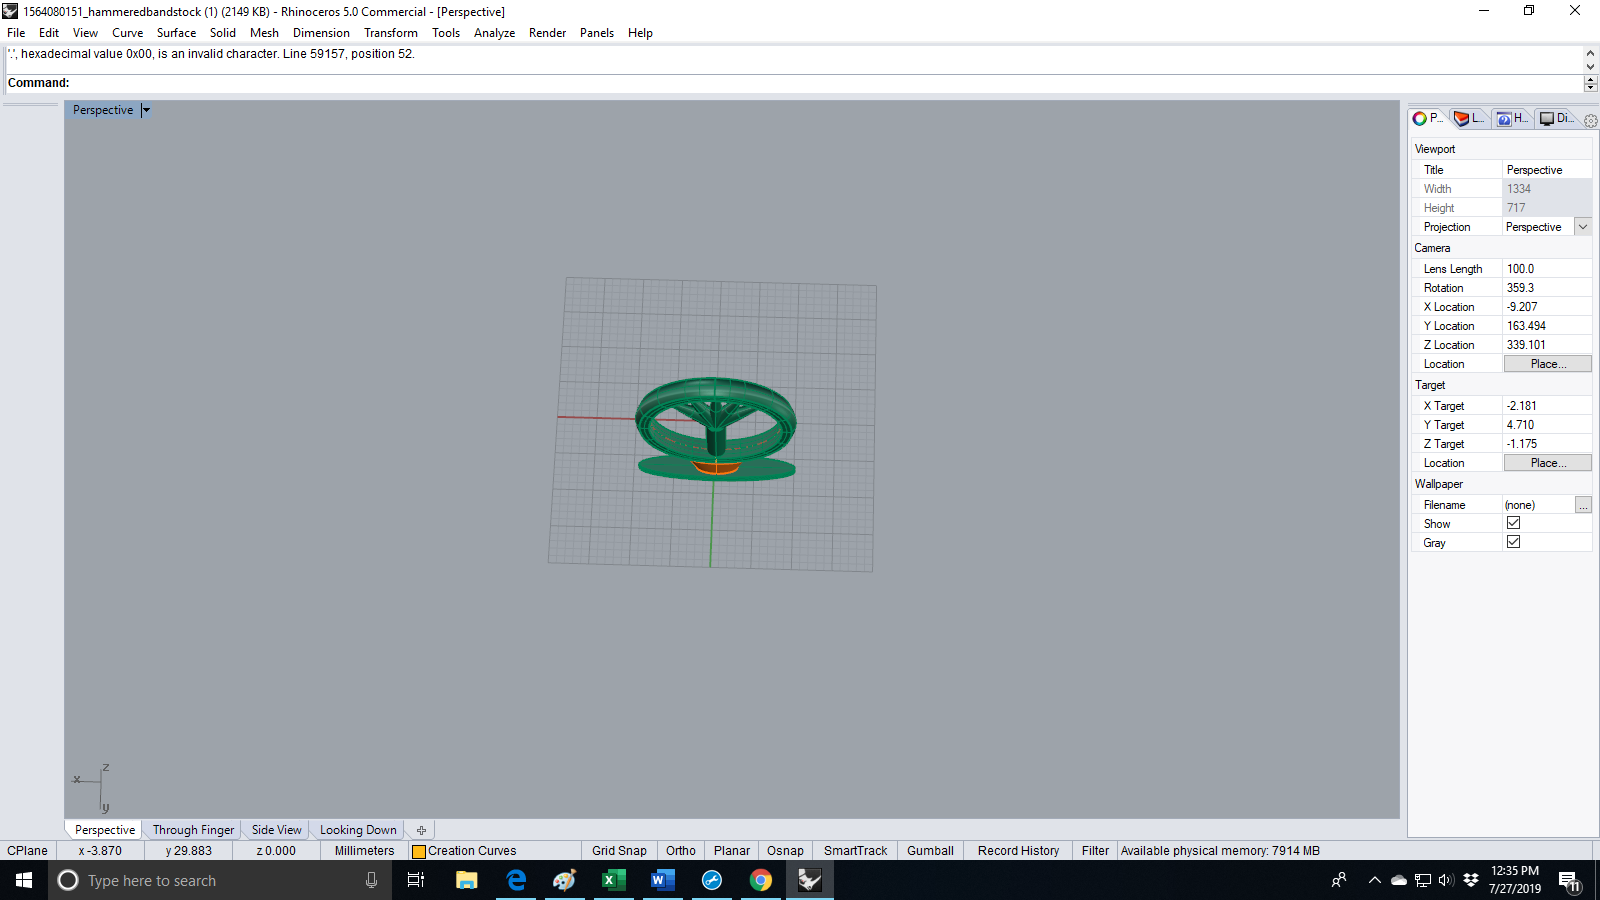 1564080151_hammeredbandstock (1) (2149 KB) - Rhinoceros 5.0 Commercial - [Perspective]
File Edit View Curve Surface Solid Mesh Dimension Transform Tools Analyze Render Panels Help
'.', hexadecimal value 0x00, is an invalid character. Line 59157, position 52.
Command:
Perspective
P... L... H... Di...
Viewport
Title Perspective
Width 1334
Height 717
Projection Perspective
Camera
Lens Length 100.0
Rotation 359.3
X Location -9.207
Y Location 163.494
Z Location 339.101
Location Place...
Target
X Target -2.181
Y Target 4.710
Z Target -1.175
Location Place...
Wallpaper
Filename (none) ...
Show
Gray
z
x
y
Perspective Through Finger Side View Looking Down
CPlane x -3.870 y 29.883 z 0.000 Millimeters Creation Curves Grid Snap Ortho Planar Osnap SmartTrack Gumball Record History Filter Available physical memory: 7914 MB
Type here to search
12:35 PM
7/27/2019
11